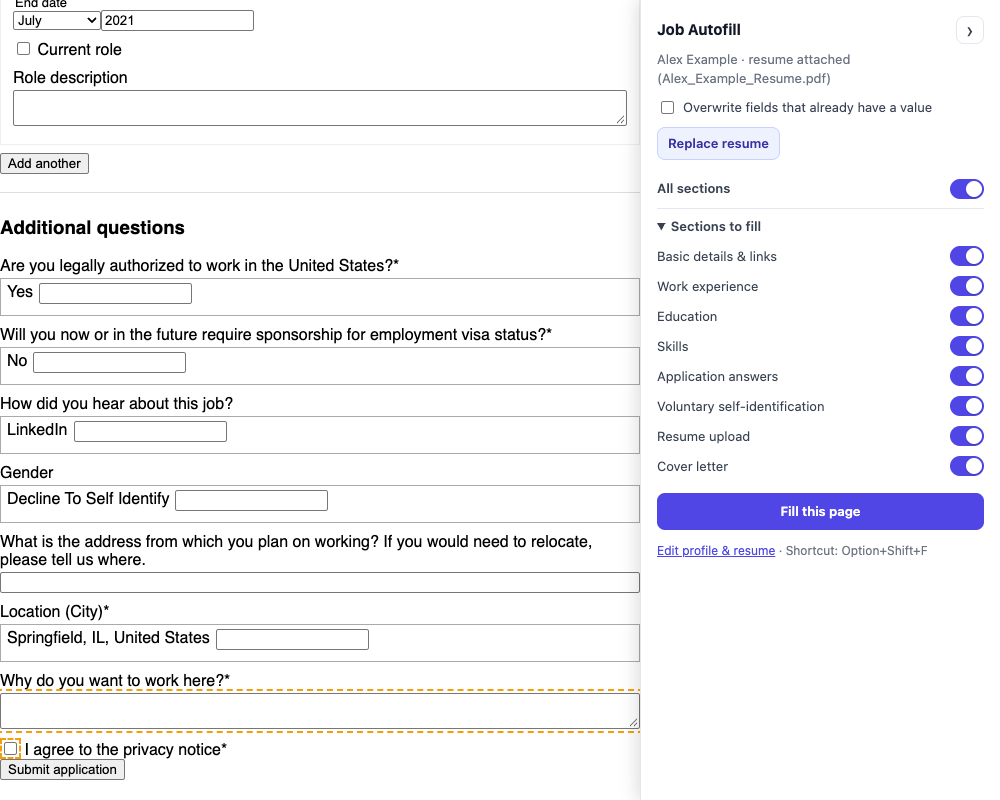 End date
July 2021
Current role
Role description
Add another
Additional questions
Are you legally authorized to work in the United States?*
Yes
Will you now or in the future require sponsorship for employment visa status?*
No
How did you hear about this job?
LinkedIn
Gender
Decline To Self Identify
What is the address from which you plan on working? If you would need to relocate,
please tell us where.
Location (City)*
Springfield, IL, United States
Why do you want to work here?*
I agree to the privacy notice*
Submit application
Job Autofill
Alex Example · resume attached
(Alex_Example_Resume.pdf)
Overwrite fields that already have a value
Replace resume
All sections
▼ Sections to fill
Basic details & links
Work experience
Education
Skills
Application answers
Voluntary self-identification
Resume upload
Cover letter
Fill this page
Edit profile & resume · Shortcut: Option+Shift+F